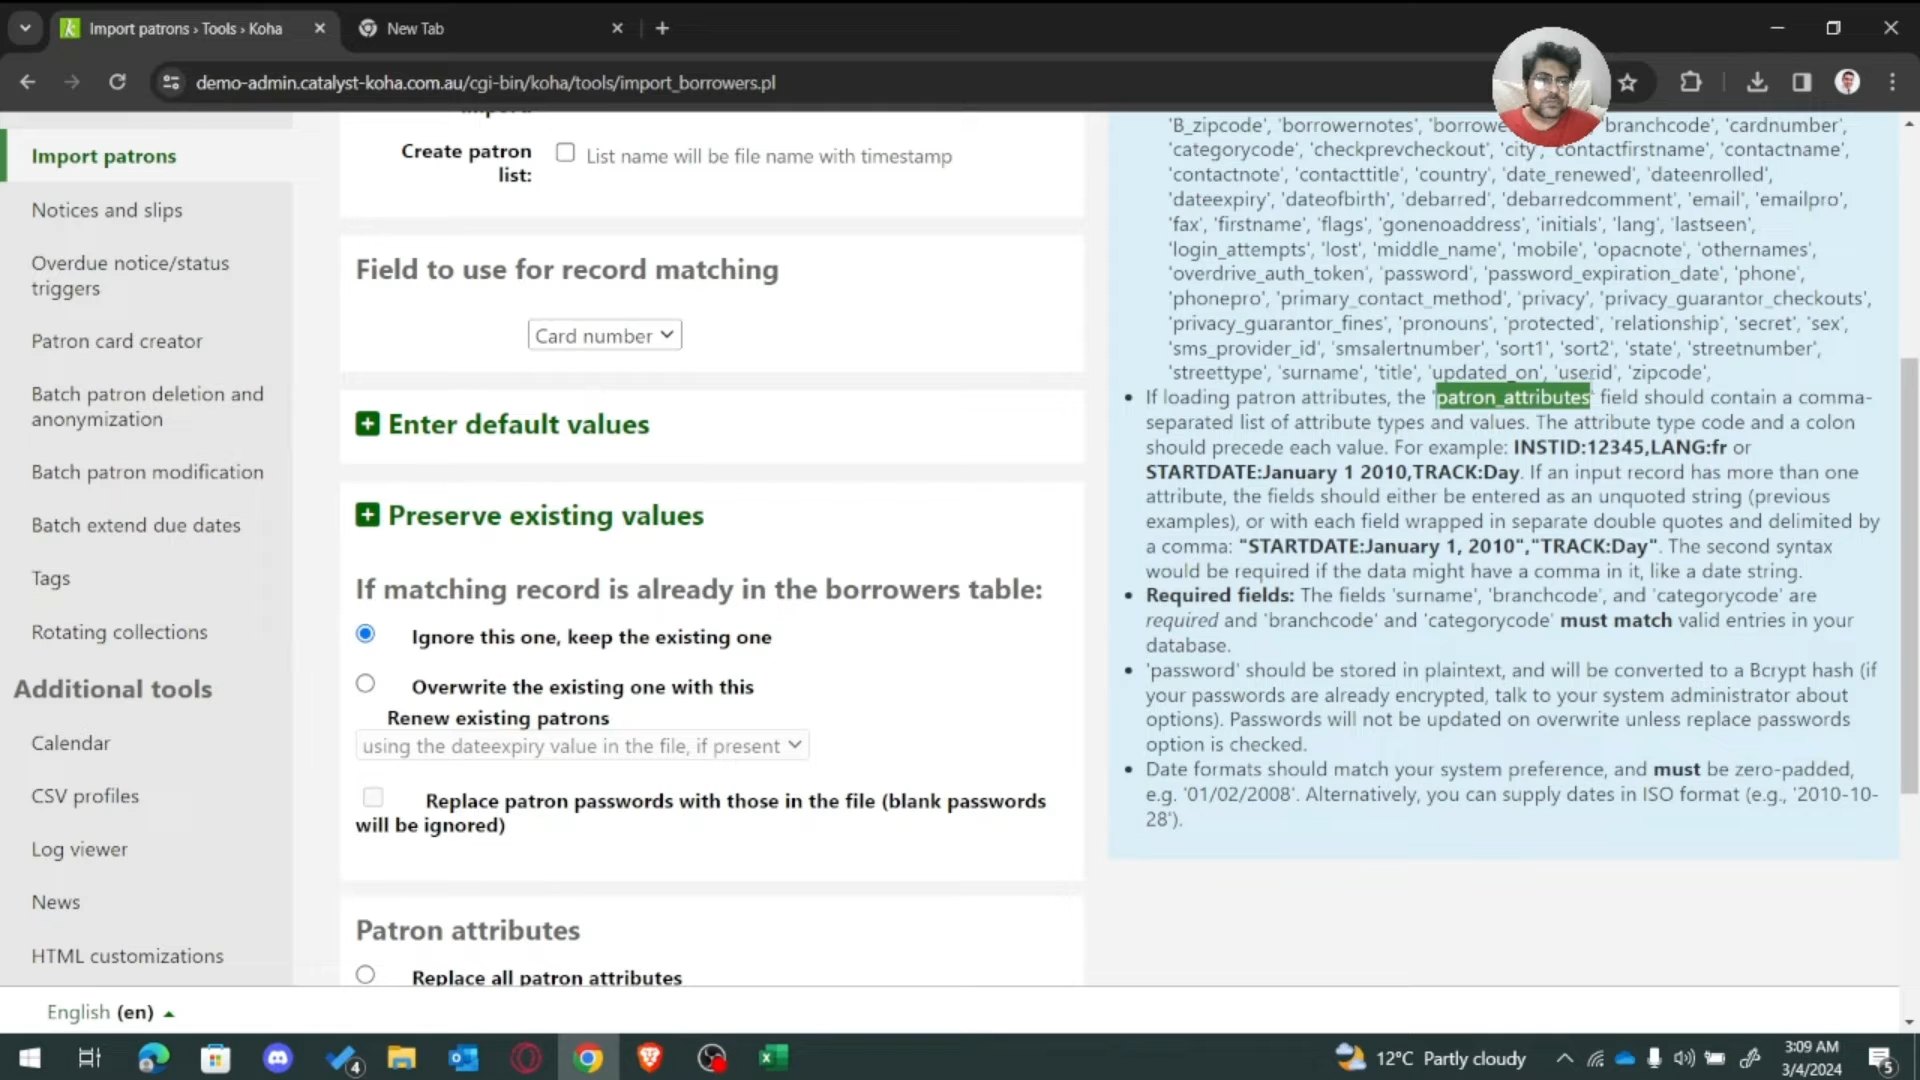 Import patrons › Tools › Koha
New Tab
demo-admin.catalyst-koha.com.au/cgi-bin/koha/tools/import_borrowers.pl
Import patrons
Notices and slips
Overdue notice/status
triggers
Patron card creator
Batch patron deletion and
anonymization
Batch patron modification
Batch extend due dates
Tags
Rotating collections
Additional tools
Calendar
CSV profiles
Log viewer
News
HTML customizations
Create patron
list:
List name will be file name with timestamp
Field to use for record matching
Card number
Enter default values
Preserve existing values
If matching record is already in the borrowers table:
Ignore this one, keep the existing one
Overwrite the existing one with this
Renew existing patrons
using the dateexpiry value in the file, if present
Replace patron passwords with those in the file (blank passwords
will be ignored)
Patron attributes
Replace all patron attributes
'B_zipcode', 'borrowernotes', 'borrowe branchcode', 'cardnumber',
'categorycode', 'checkprevcheckout', 'city', 'contactfirstname', 'contactname',
'contactnote', 'contacttitle', 'country', 'date_renewed', 'dateenrolled',
'dateexpiry', 'dateofbirth', 'debarred', 'debarredcomment', 'email', 'emailpro',
'fax', 'firstname', 'flags', 'gonenoaddress', 'initials', 'lang', 'lastseen',
'login_attempts', 'lost', 'middle_name', 'mobile', 'opacnote', 'othernames',
'overdrive_auth_token', 'password', 'password_expiration_date', 'phone',
'phonepro', 'primary_contact_method', 'privacy', 'privacy_guarantor_checkouts',
'privacy_guarantor_fines', 'pronouns', 'protected', 'relationship', 'secret', 'sex',
'sms_provider_id', 'smsalertnumber', 'sort1', 'sort2', 'state', 'streetnumber',
'streettype', 'surname', 'title', 'updated_on', 'userid', 'zipcode',
• If loading patron attributes, the 'patron_attributes' field should contain a comma-
separated list of attribute types and values. The attribute type code and a colon
should precede each value. For example: INSTID:12345,LANG:fr or
STARTDATE:January 1 2010,TRACK:Day. If an input record has more than one
attribute, the fields should either be entered as an unquoted string (previous
examples), or with each field wrapped in separate double quotes and delimited by
a comma: "STARTDATE:January 1, 2010","TRACK:Day". The second syntax
would be required if the data might have a comma in it, like a date string.
• Required fields: The fields 'surname', 'branchcode', and 'categorycode' are
required and 'branchcode' and 'categorycode' must match valid entries in your
database.
• 'password' should be stored in plaintext, and will be converted to a Bcrypt hash (if
your passwords are already encrypted, talk to your system administrator about
options). Passwords will not be updated on overwrite unless replace passwords
option is checked.
• Date formats should match your system preference, and must be zero-padded,
e.g. '01/02/2008'. Alternatively, you can supply dates in ISO format (e.g., '2010-10-
28').
English (en)
4
12°C Partly cloudy
3:09 AM
3/4/2024
5